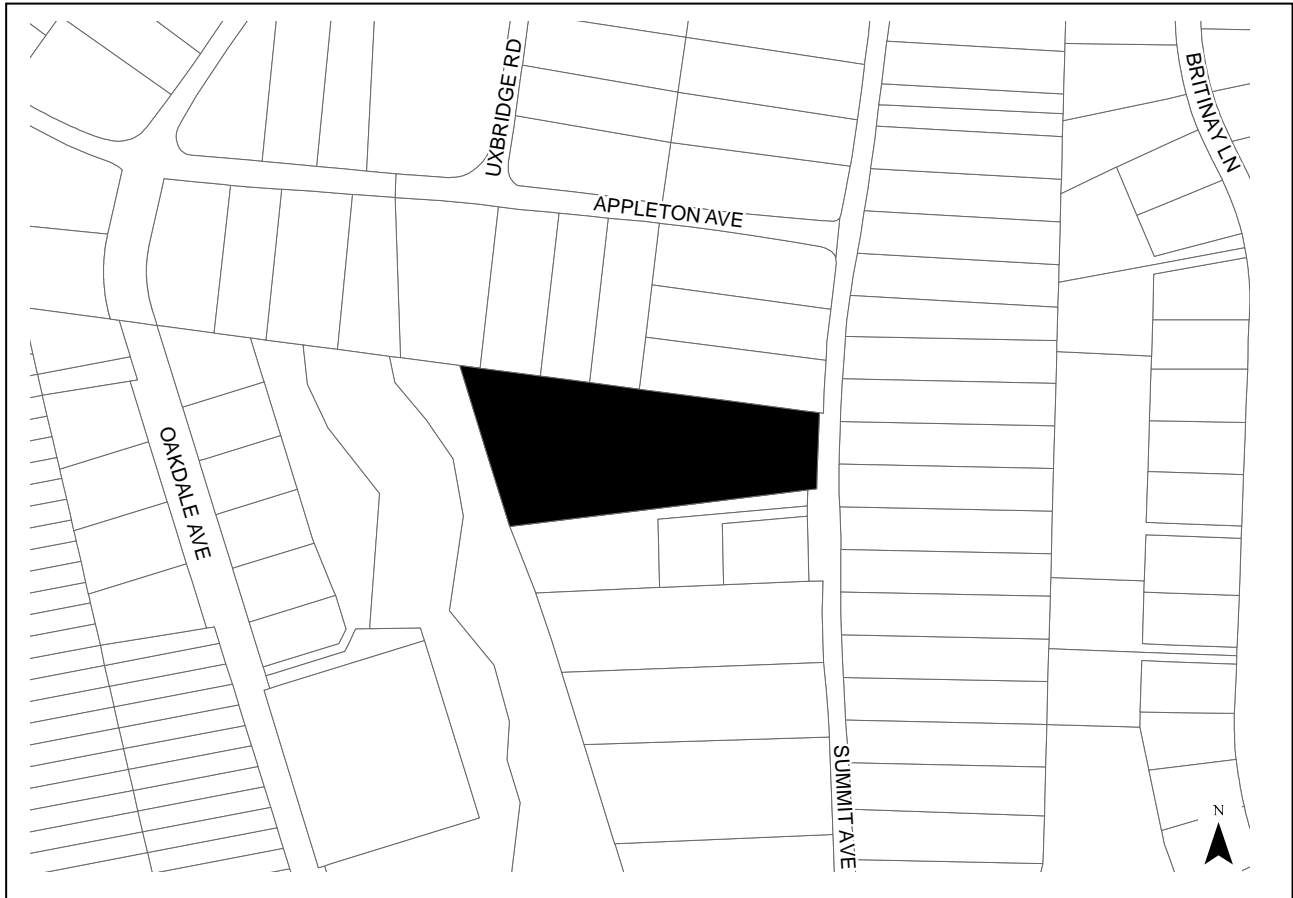 UXBRIDGE RD
BRITINAY LN
APPLETON AVE
OAKDALE AVE
SUMMIT AVE
N